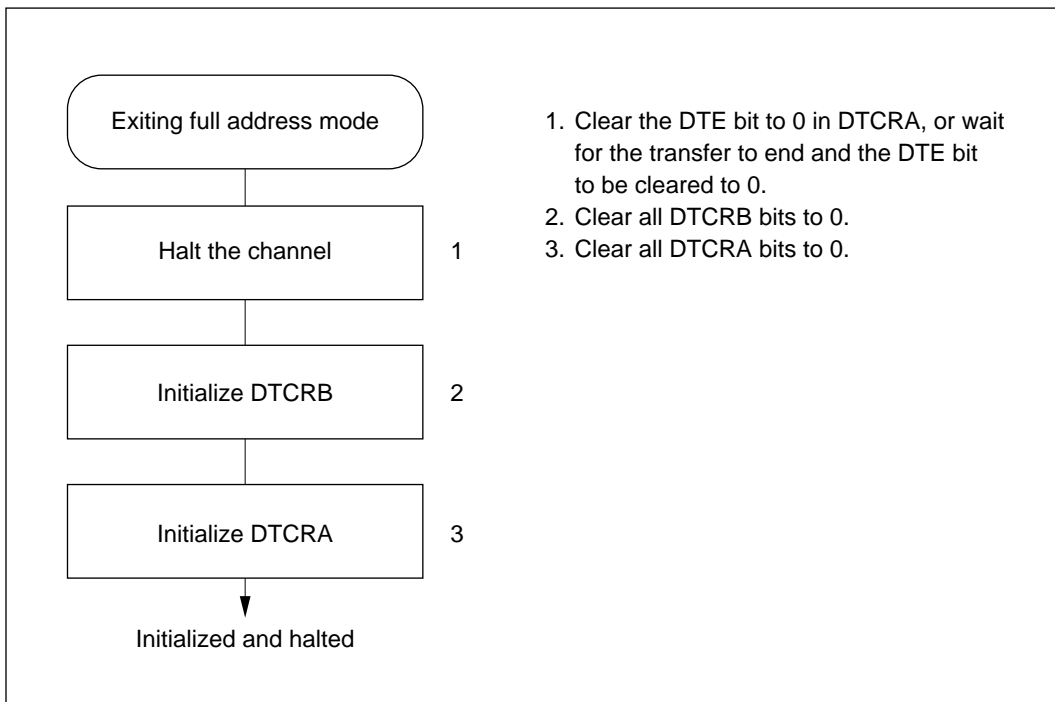 Exiting full address mode
Halt the channel
1
Initialize DTCRB
2
Initialize DTCRA
3
Initialized and halted
1. Clear the DTE bit to 0 in DTCRA, or wait
for the transfer to end and the DTE bit
to be cleared to 0.
2. Clear all DTCRB bits to 0.
3. Clear all DTCRA bits to 0.